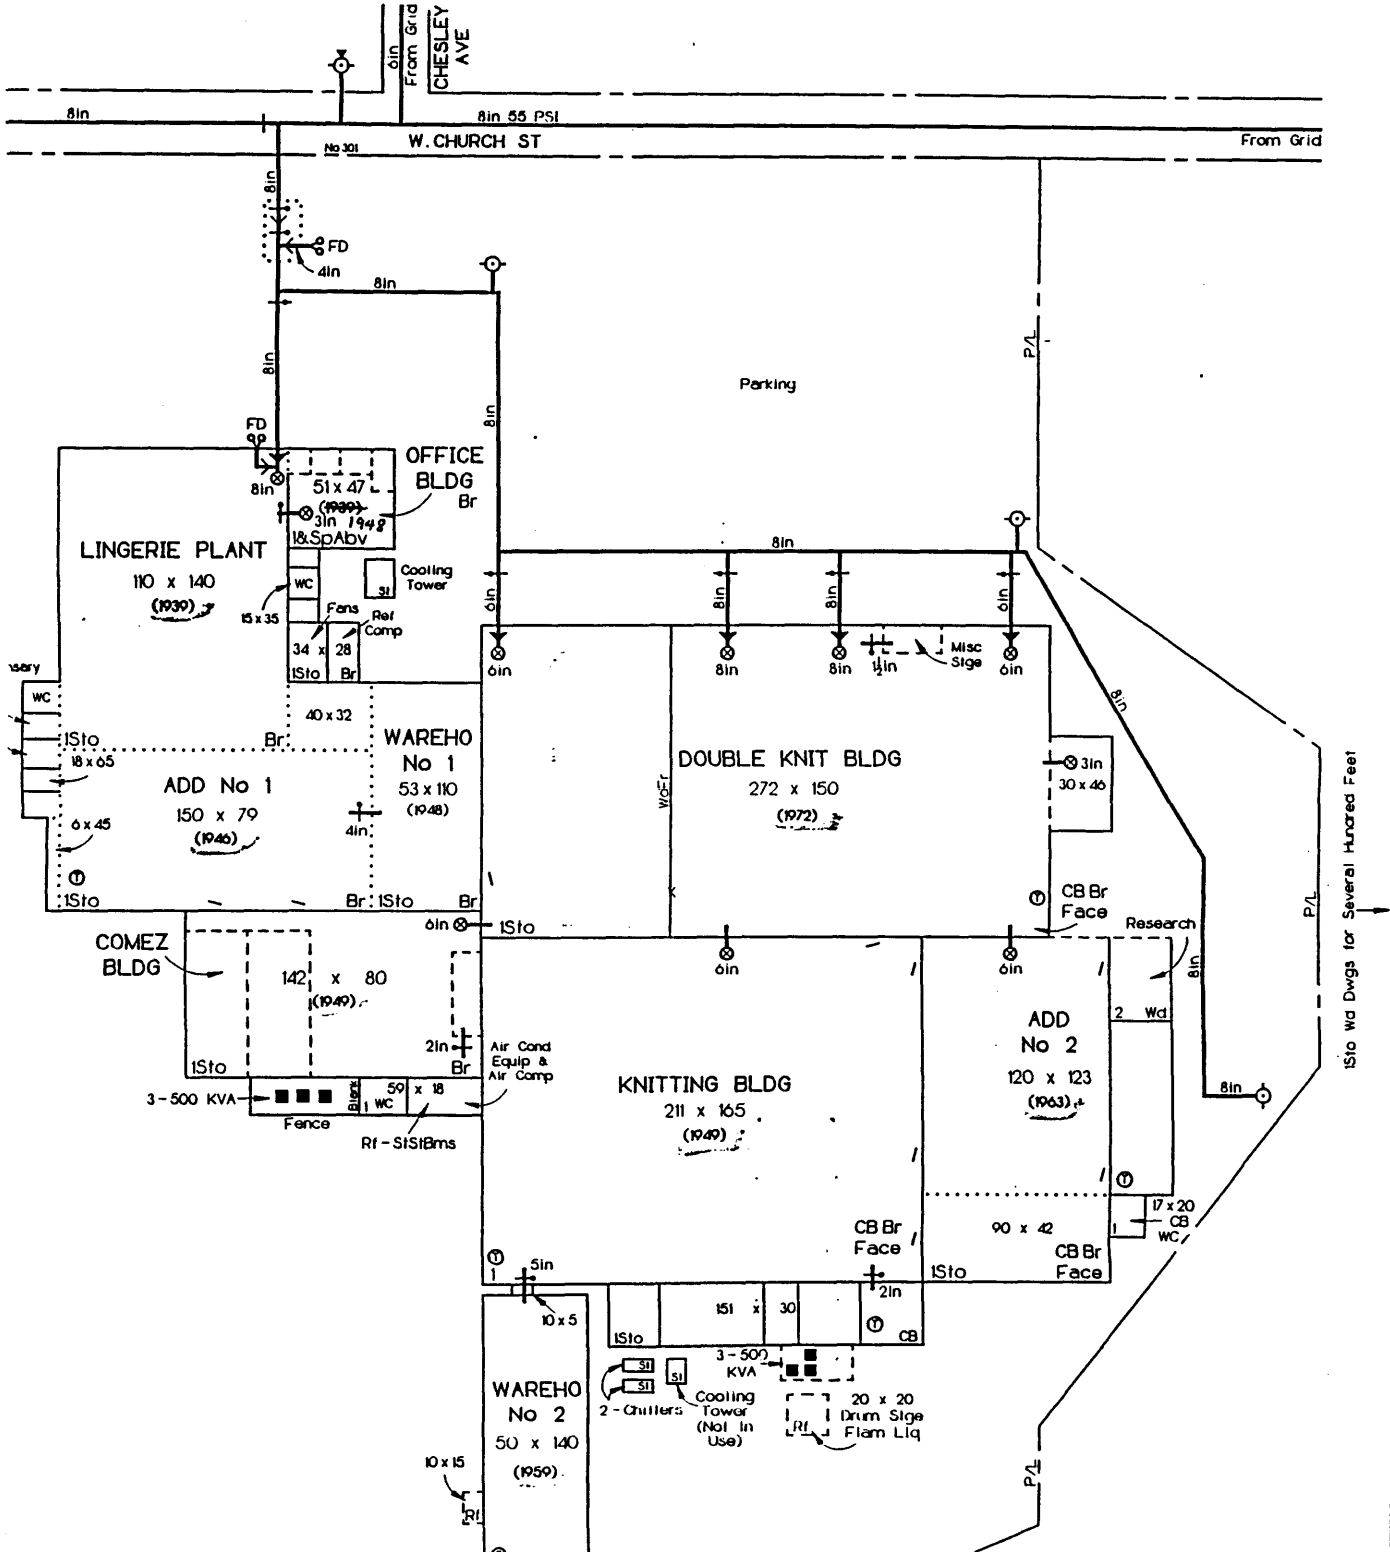 6in
From Grid
CHESLEY
AVE
8in
8in 55 PSI
W. CHURCH ST
No 301
From Grid
8in
FD
4in
8in
8in
8in
P/L
Parking
FD
8in
OFFICE
BLDG
Br
51 x 47
(1939)
3in 1948
1&SpAbv
LINGERIE PLANT
110 x 140
(1939)
WC
15 x 35
St
Cooling
Tower
Fans
Ref
Comp
34 x 28
1Sto Br
8in
6in
8in
8in
6in
6in
8in
8in
1½in
Misc
Stge
6in
8in
WC
1Sto
Br
40 x 32
18 x 65
6 x 45
ADD No 1
150 x 79
(1946)
4in
WAREHO
No 1
53 x 110
(1948)
T
1Sto
Br
1Sto
Br
WdFr
DOUBLE KNIT BLDG
272 x 150
(1972)
3in
30 x 46
T
CB Br
Face
1Sto
6in
6in
6in
Research
8in
P/L
1Sto Wd Dwgs for Several Hundred Feet
COMEZ
BLDG
142 x 80
(1949)
2in
1Sto
Br
Air Cond
Equip &
Air Comp
3-500 KVA
Fence
Blank
1 WC
59 x 18
Rf-StStBms
KNITTING BLDG
211 x 165
(1949)
ADD
No 2
120 x 123
(1963)
2 Wd
8in
T
17 x 20
CB
WC
1
90 x 42
CB Br
Face
1Sto
CB Br
Face
T
1
5in
2in
10 x 5
1Sto
151 x 30
T
CB
3-500
KVA
St
St
2-Chillers
St
Cooling
Tower
(Not In
Use)
Rf
20 x 20
Drum Stge
Flam Liq
WAREHO
No 2
50 x 140
(1959)
10 x 15
Rf
P/L